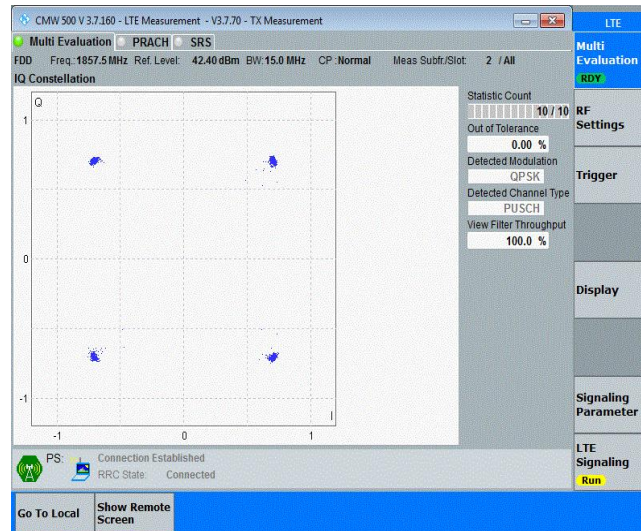 CMW 500 V 3.7.160 - LTE Measurement - V3.7.70 - TX Measurement
LTE
Multi Evaluation PRACH SRS
Multi Evaluation
RDY
FDD Freq.:1857.5 MHz Ref. Level: 42.40 dBm BW:15.0 MHz CP :Normal Meas Subfr./Slot: 2 / All
IQ Constellation
Statistic Count
10 / 10
Out of Tolerance
0.00 %
Detected Modulation
QPSK
Detected Channel Type
PUSCH
View Filter Throughput
100.0 %
Q
1
0
-1
I
-1 0 1
RF Settings
Trigger
Display
Signaling Parameter
LTE Signaling
Run
PS: Connection Established
RRC State: Connected
Go To Local
Show Remote Screen